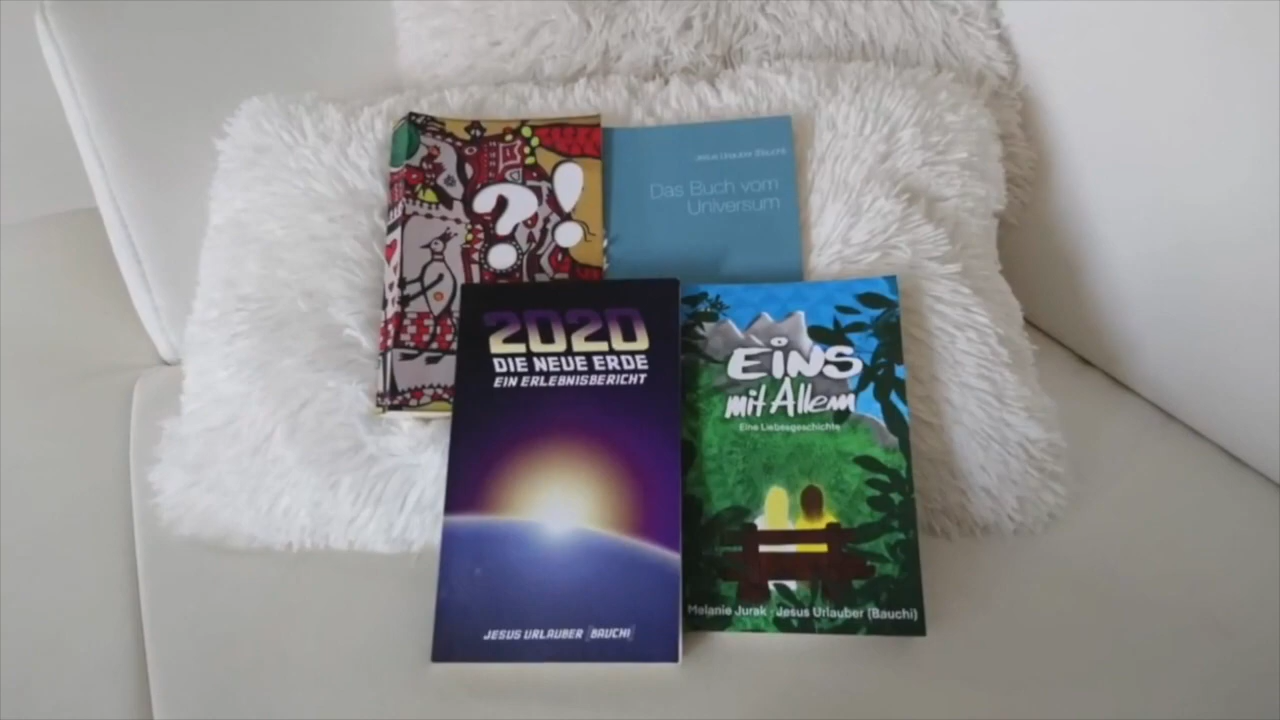 ?!
Jesus Urlauber (Bauchi)
Das Buch vom
Universum
2020
DIE NEUE ERDE
EIN ERLEBNISBERICHT
JESUS URLAUBER (BAUCHI)
EiNS
mit Allem
Eine Liebesgeschichte
Melanie Jurak · Jesus Urlauber (Bauchi)